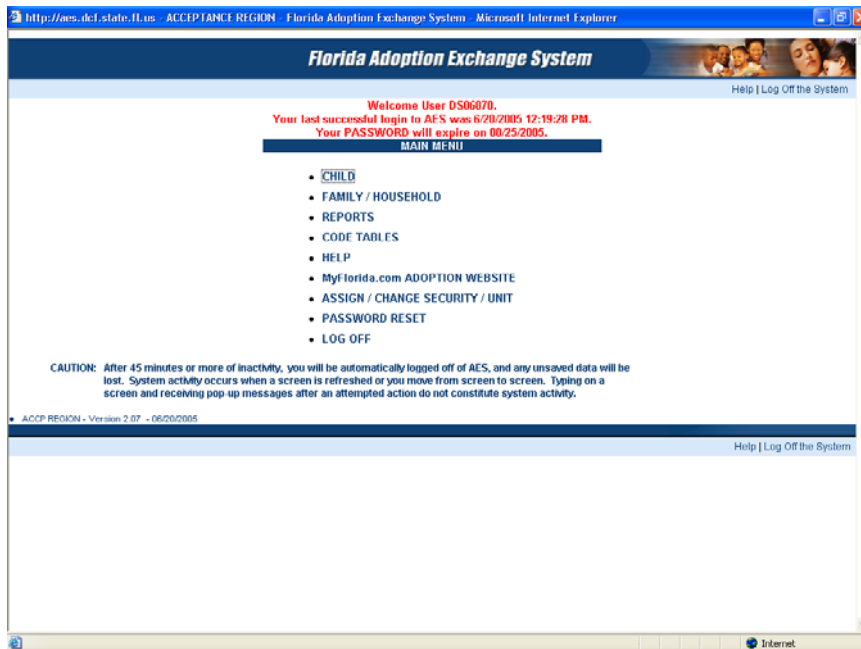 http://aes.dcf.state.fl.us - ACCEPTANCE REGION - Florida Adoption Exchange System - Microsoft Internet Explorer
Florida Adoption Exchange System
Help | Log Off the System
Welcome User DS06070.
Your last successful login to AES was 6/20/2005 12:19:28 PM.
Your PASSWORD will expire on 08/25/2005.
MAIN MENU
• CHILD
• FAMILY / HOUSEHOLD
• REPORTS
• CODE TABLES
• HELP
• MyFlorida.com ADOPTION WEBSITE
• ASSIGN / CHANGE SECURITY / UNIT
• PASSWORD RESET
• LOG OFF
CAUTION: After 45 minutes or more of inactivity, you will be automatically logged off of AES, and any unsaved data will be
lost. System activity occurs when a screen is refreshed or you move from screen to screen. Typing on a
screen and receiving pop-up messages after an attempted action do not constitute system activity.
• ACCP REGION - Version 2.07 - 06/20/2005
Help | Log Off the System
Internet